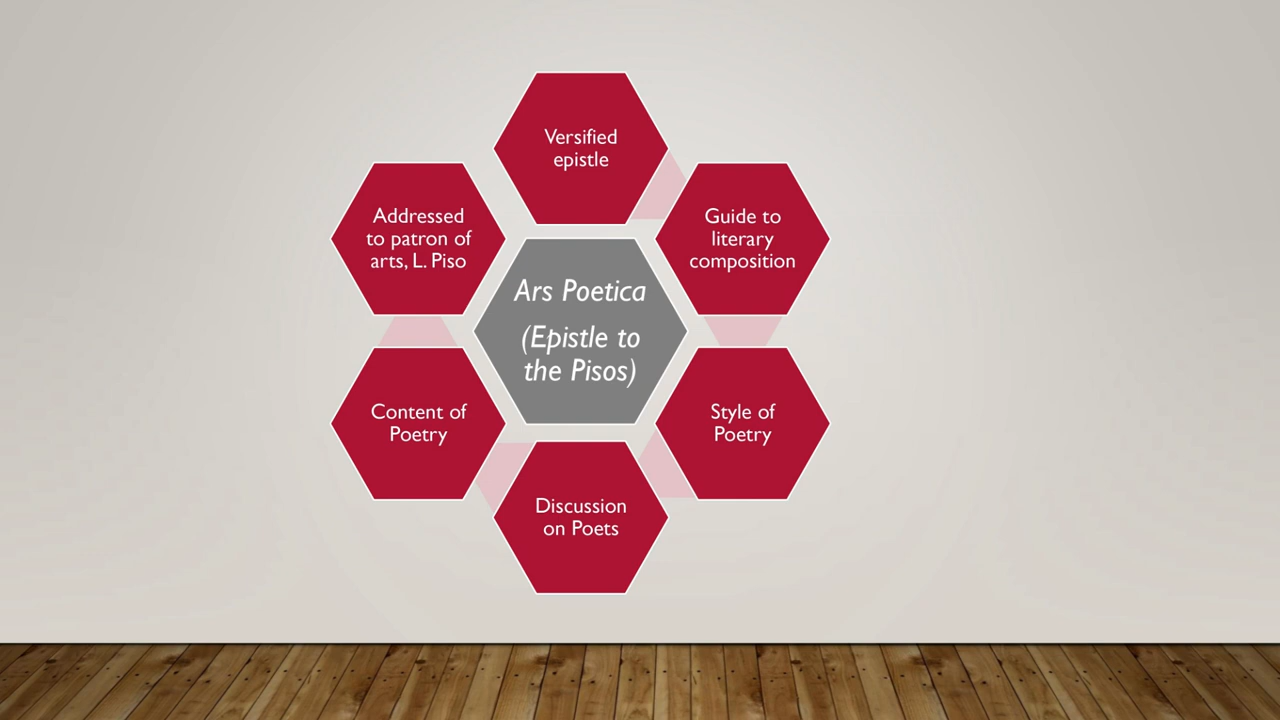 Versified
epistle
Addressed
to patron of
arts, L. Piso
Guide to
literary
composition
Ars Poetica
(Epistle to
the Pisos)
Content of
Poetry
Style of
Poetry
Discussion
on Poets